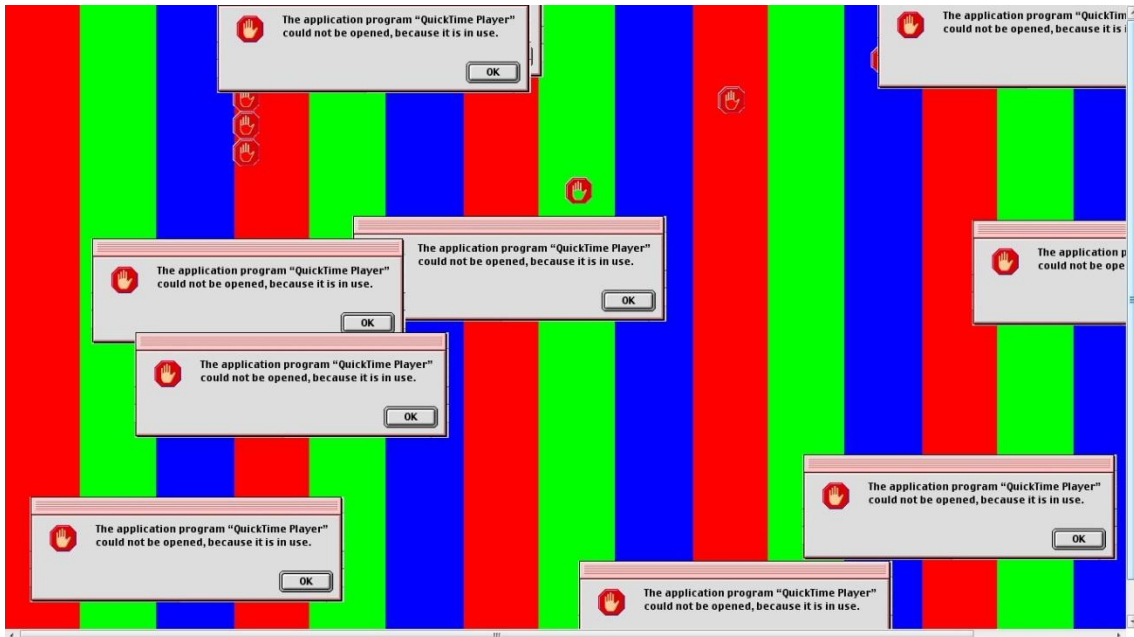 The application program “QuickTime Player”
could not be opened, because it is in use.
OK
The application program “QuickTim
could not be opened, because it is i
The application program “QuickTime Player”
could not be opened, because it is in use.
OK
The application program “QuickTime Player”
could not be opened, because it is in use.
OK
The application p
could not be ope
The application program “QuickTime Player”
could not be opened, because it is in use.
OK
The application program “QuickTime Player”
could not be opened, because it is in use.
OK
The application program “QuickTime Player”
could not be opened, because it is in use.
OK
The application program “QuickTime Player”
could not be opened, because it is in use.